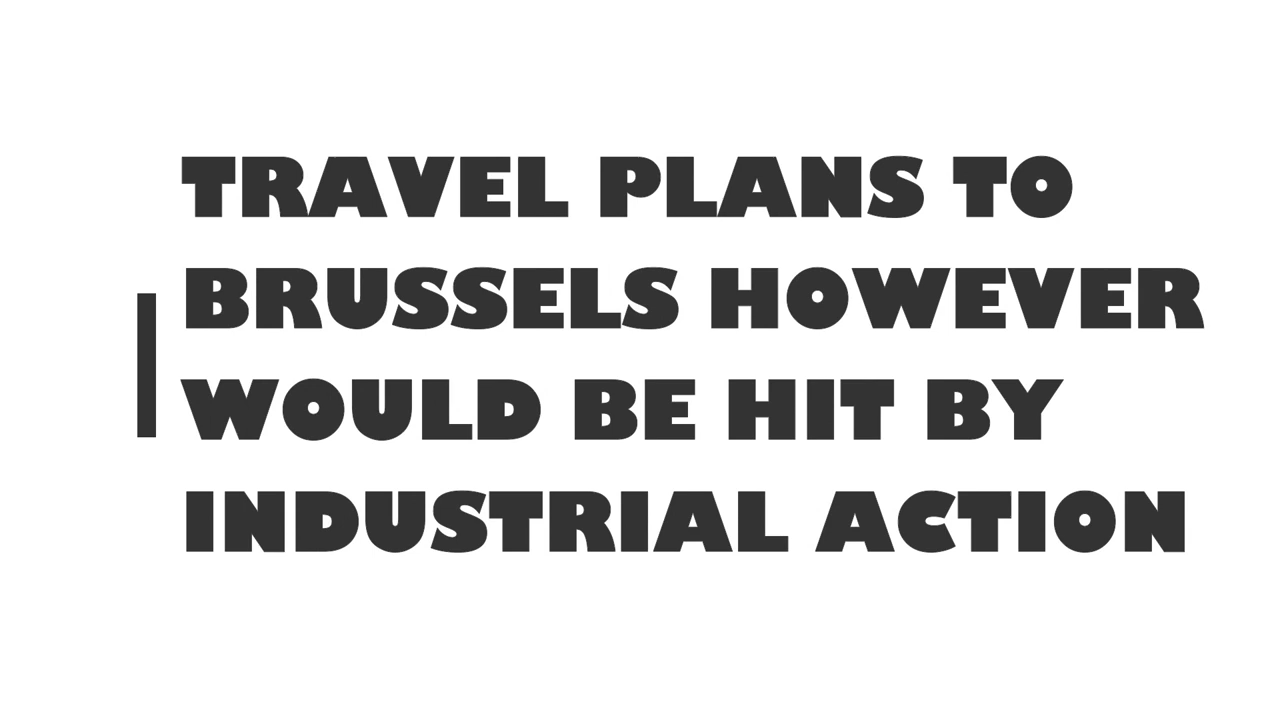 TRAVEL PLANS TO
BRUSSELS HOWEVER
WOULD BE HIT BY
INDUSTRIAL ACTION